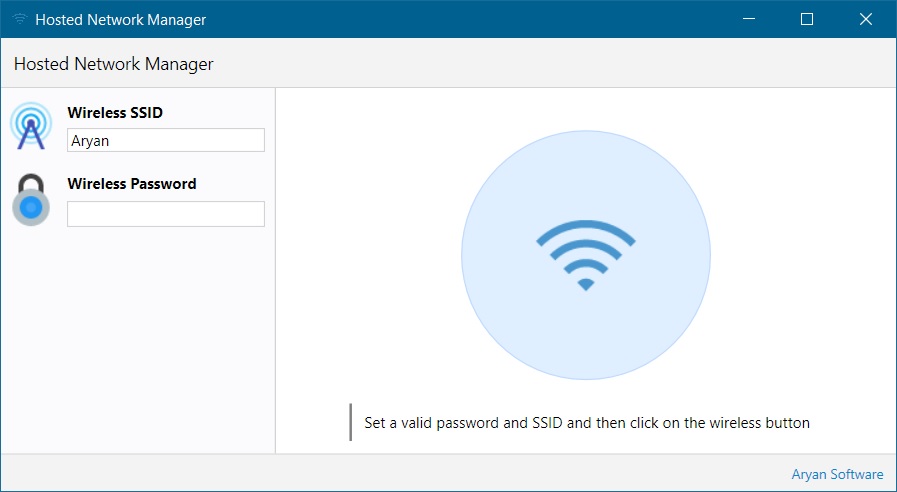 Hosted Network Manager
Hosted Network Manager
Wireless SSID
Aryan
Wireless Password
Set a valid password and SSID and then click on the wireless button
Aryan Software